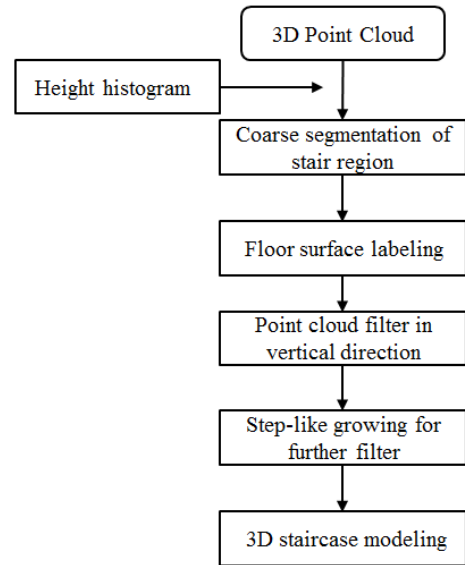 3D Point Cloud
Height histogram
Coarse segmentation of
stair region
Floor surface labeling
Point cloud filter in
vertical direction
Step-like growing for
further filter
3D staircase modeling